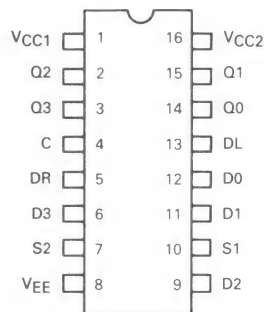 VCC1 1 16 VCC2
Q2 2 15 Q1
Q3 3 14 Q0
C 4 13 DL
DR 5 12 D0
D3 6 11 D1
S2 7 10 S1
VEE 8 9 D2